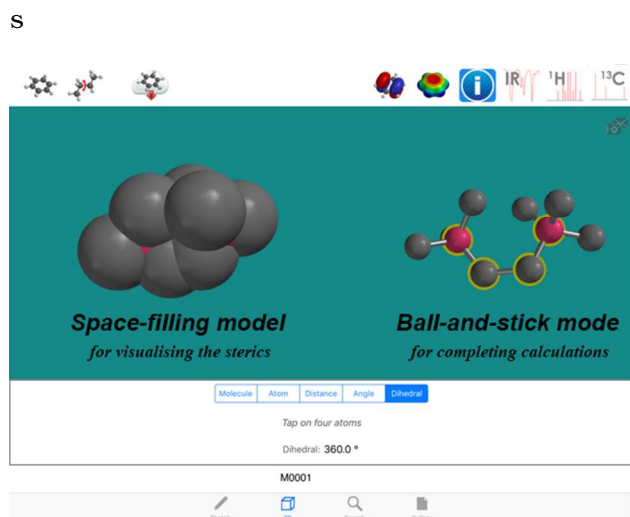 s
IR
¹H
¹³C
i
Space-filling model
for visualising the sterics
Ball-and-stick mode
for completing calculations
Molecule Atom Distance Angle Dihedral
Tap on four atoms
Dihedral: 360.0 °
M0001